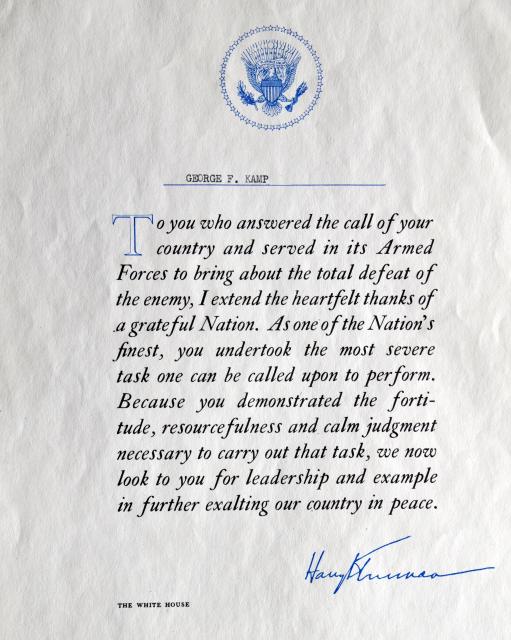 GEORGE F. KAMP
To you who answered the call of your
country and served in its Armed
Forces to bring about the total defeat of
the enemy, I extend the heartfelt thanks of
a grateful Nation. As one of the Nation's
finest, you undertook the most severe
task one can be called upon to perform.
Because you demonstrated the forti-
tude, resourcefulness and calm judgment
necessary to carry out that task, we now
look to you for leadership and example
in further exalting our country in peace.
Harry S Truman
THE WHITE HOUSE